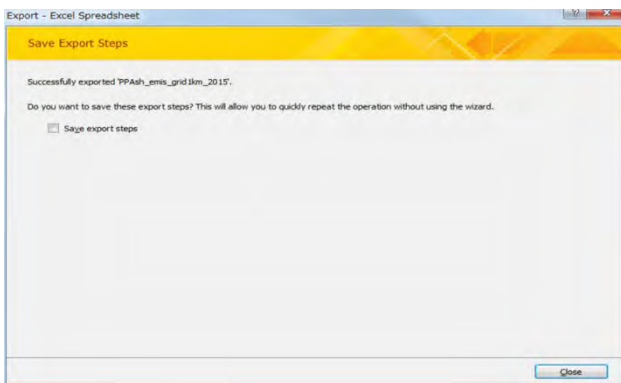 Export - Excel Spreadsheet
Save Export Steps
Successfully exported 'PPAsh_emis_grid1km_2015'.
Do you want to save these export steps? This will allow you to quickly repeat the operation without using the wizard.
Save export steps
Close